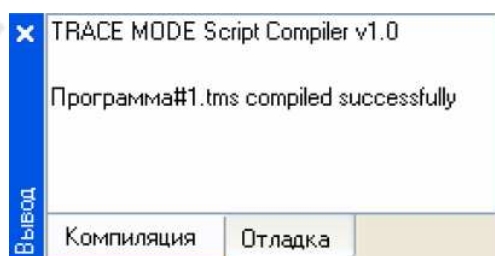 TRACE MODE Script Compiler v1.0
Программа#1.tms compiled successfully
Вывод
Компиляция
Отладка